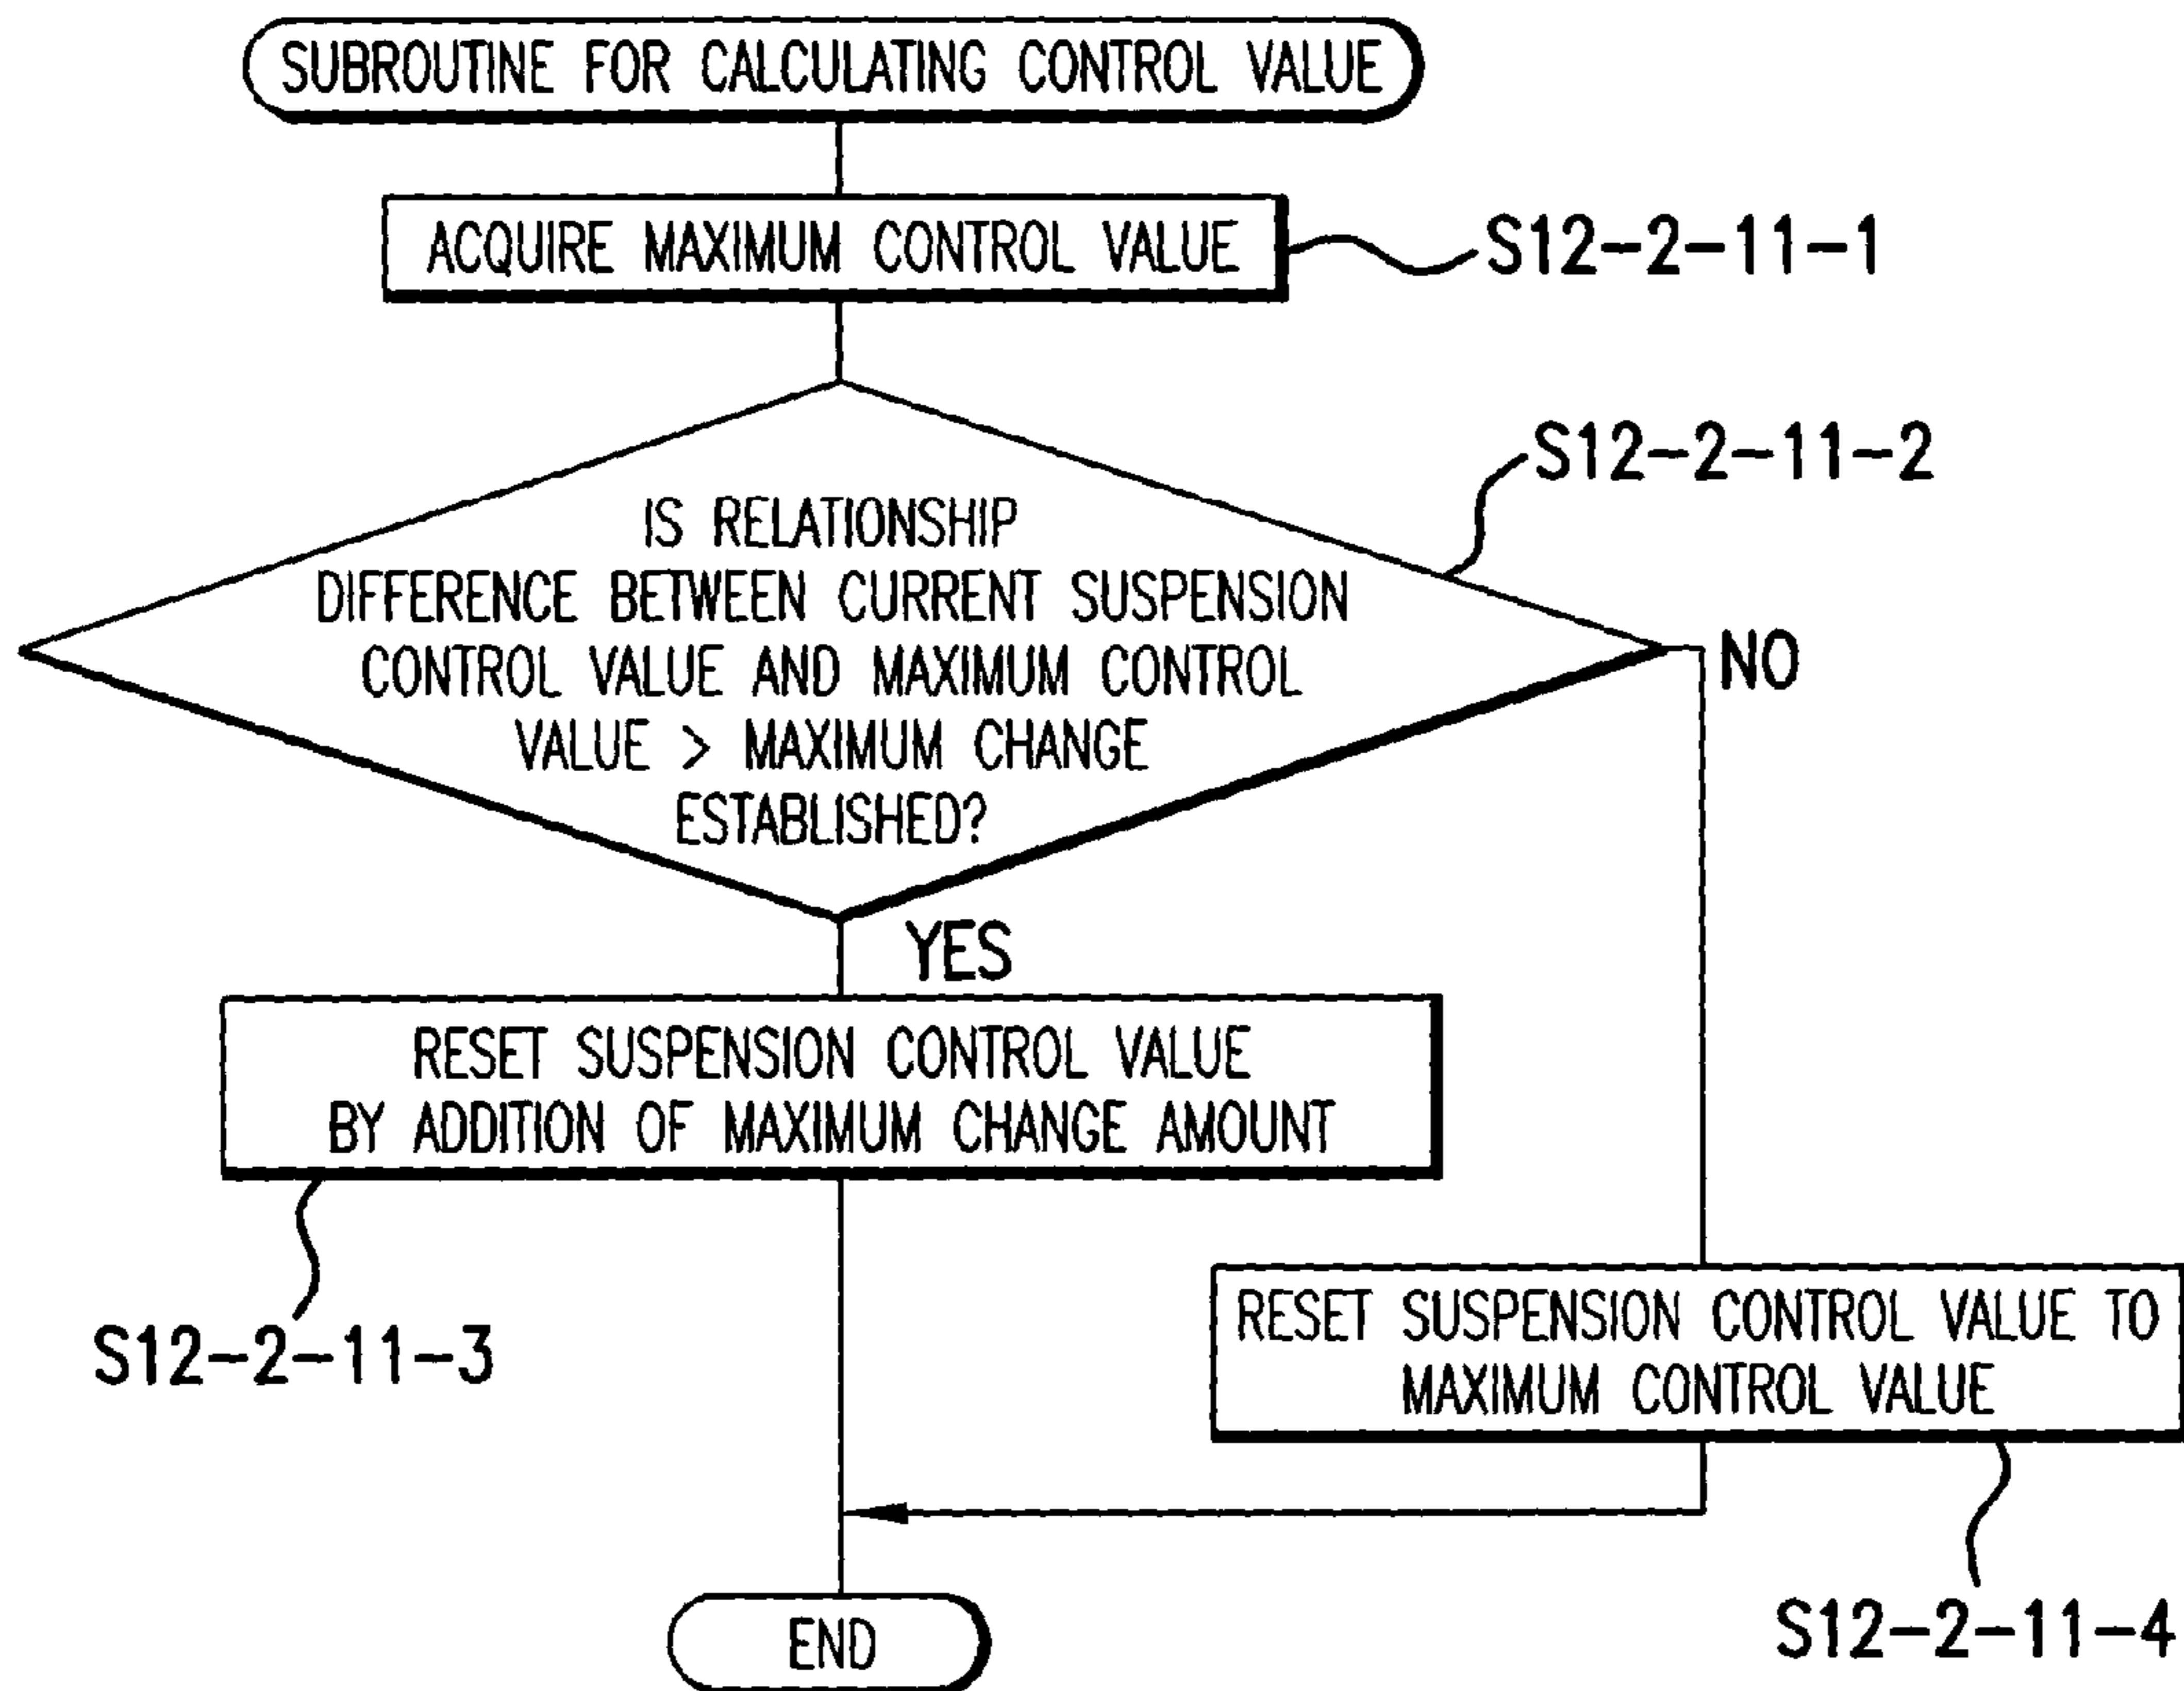 SUBROUTINE FOR CALCULATING CONTROL VALUE
ACQUIRE MAXIMUM CONTROL VALUE
S12-2-11-1
S12-2-11-2
IS RELATIONSHIP
DIFFERENCE BETWEEN CURRENT SUSPENSION
CONTROL VALUE AND MAXIMUM CONTROL
VALUE > MAXIMUM CHANGE
ESTABLISHED?
NO
YES
RESET SUSPENSION CONTROL VALUE
BY ADDITION OF MAXIMUM CHANGE AMOUNT
S12-2-11-3
RESET SUSPENSION CONTROL VALUE TO
MAXIMUM CONTROL VALUE
S12-2-11-4
END